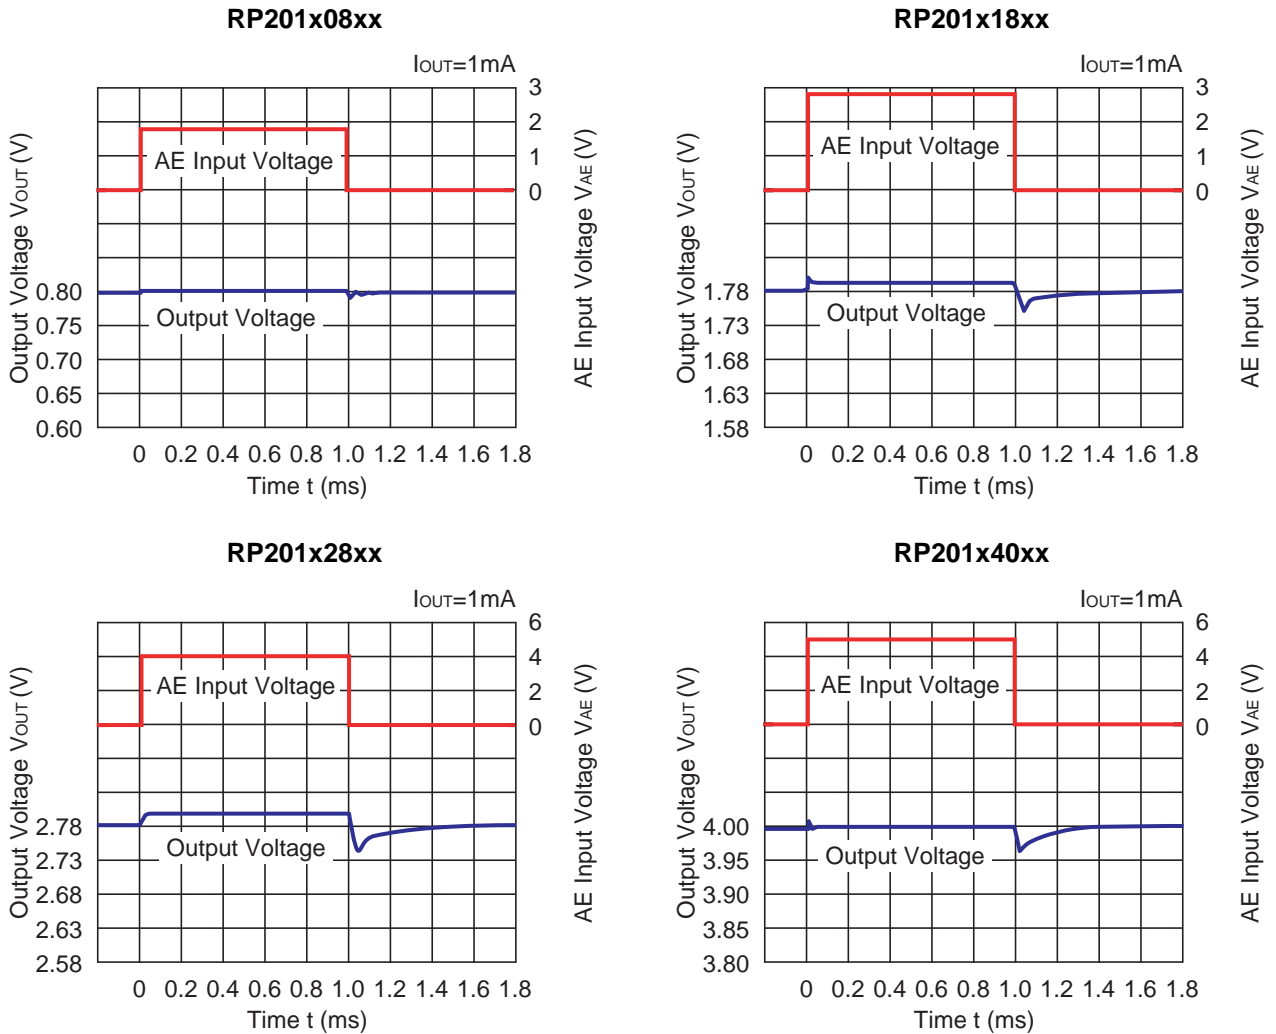 RP201x08xx
IOUT=1mA
3
2
1
0
AE Input Voltage
Output Voltage VOUT (V)
AE Input Voltage VAE (V)
0.80
0.75
0.70
0.65
0.60
Output Voltage
0 0.2 0.4 0.6 0.8 1.0 1.2 1.4 1.6 1.8
Time t (ms)
RP201x18xx
IOUT=1mA
3
2
1
0
AE Input Voltage
Output Voltage VOUT (V)
AE Input Voltage VAE (V)
1.78
1.73
1.68
1.63
1.58
Output Voltage
0 0.2 0.4 0.6 0.8 1.0 1.2 1.4 1.6 1.8
Time t (ms)
RP201x28xx
IOUT=1mA
6
4
2
0
AE Input Voltage
Output Voltage VOUT (V)
AE Input Voltage VAE (V)
2.78
2.73
2.68
2.63
2.58
Output Voltage
0 0.2 0.4 0.6 0.8 1.0 1.2 1.4 1.6 1.8
Time t (ms)
RP201x40xx
IOUT=1mA
6
4
2
0
AE Input Voltage
Output Voltage VOUT (V)
AE Input Voltage VAE (V)
4.00
3.95
3.90
3.85
3.80
Output Voltage
0 0.2 0.4 0.6 0.8 1.0 1.2 1.4 1.6 1.8
Time t (ms)